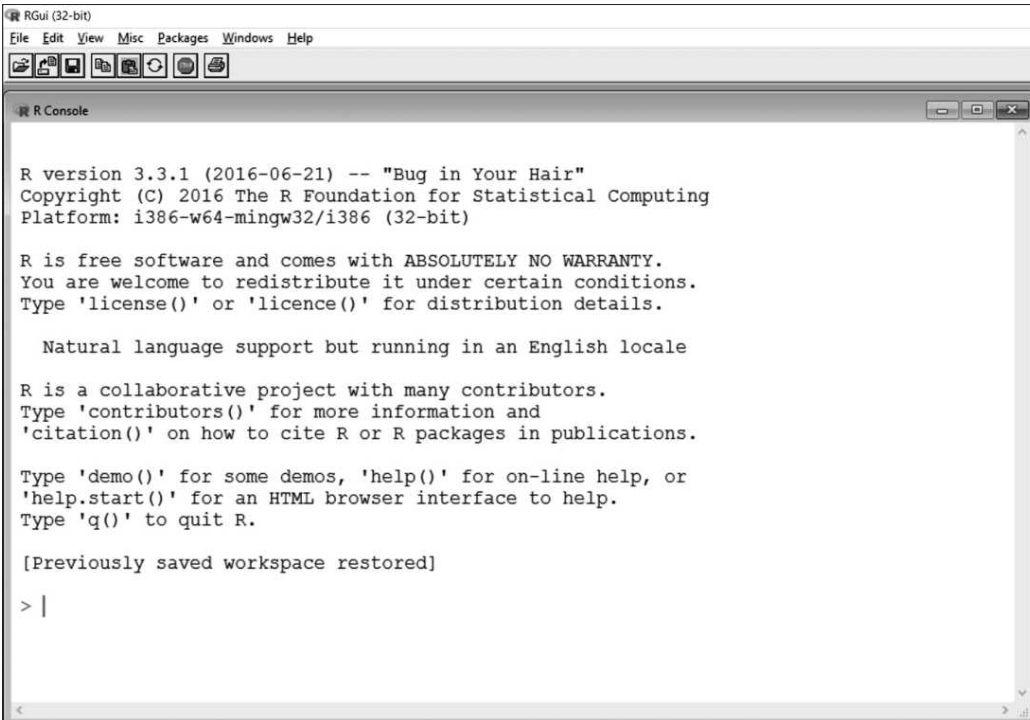 RGui (32-bit)
File Edit View Misc Packages Windows Help
R Console
R version 3.3.1 (2016-06-21) -- "Bug in Your Hair"
Copyright (C) 2016 The R Foundation for Statistical Computing
Platform: i386-w64-mingw32/i386 (32-bit)
R is free software and comes with ABSOLUTELY NO WARRANTY.
You are welcome to redistribute it under certain conditions.
Type 'license()' or 'licence()' for distribution details.
Natural language support but running in an English locale
R is a collaborative project with many contributors.
Type 'contributors()' for more information and
'citation()' on how to cite R or R packages in publications.
Type 'demo()' for some demos, 'help()' for on-line help, or
'help.start()' for an HTML browser interface to help.
Type 'q()' to quit R.
[Previously saved workspace restored]
>